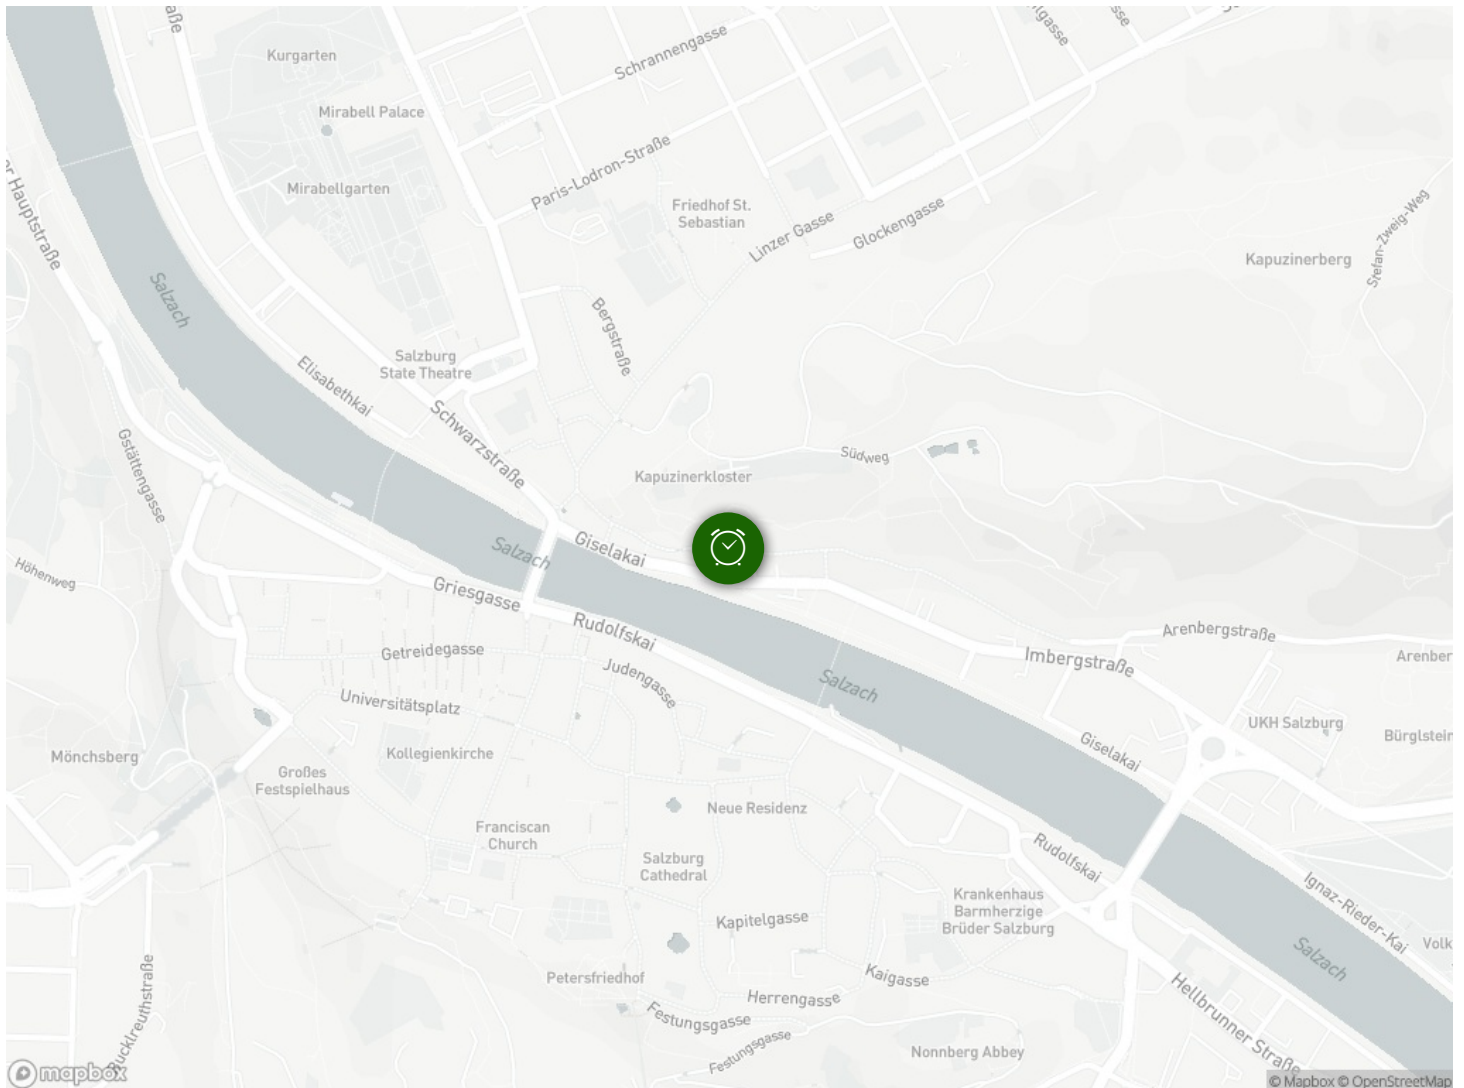 Kurgarten
Schrannengasse
Mirabell Palace
Paris-Lodron-Straße
Mirabellgarten
Friedhof St.
Sebastian
Linzer Gasse
Glockengasse
Stefan-Zweig-Weg
Kapuzinerberg
Salzach
Bergstraße
Salzburg
State Theatre
Elisabethkai
Schwarzstraße
Gstättengasse
Südweg
Kapuzinerkloster
Salzach
Giselakai
Höhenweg
Griesgasse
Rudolfskai
Arenbergstraße
Getreidegasse
Judengasse
Imbergstraße
Salzach
Universitätsplatz
UKH Salzburg
Giselakai
Mönchsberg
Kollegienkirche
Großes
Festspielhaus
Neue Residenz
Franciscan
Church
Salzburg
Cathedral
Rudolfskai
Ignaz-Rieder-Kai
Krankenhaus
Barmherzige
Brüder Salzburg
Kapitelgasse
Salzach
Petersfriedhof
Kaigasse
Herrengasse
Festungsgasse
Hellbrunner Straße
Festungsgasse
Nonnberg Abbey
mapbox
© Mapbox © OpenStreetMap